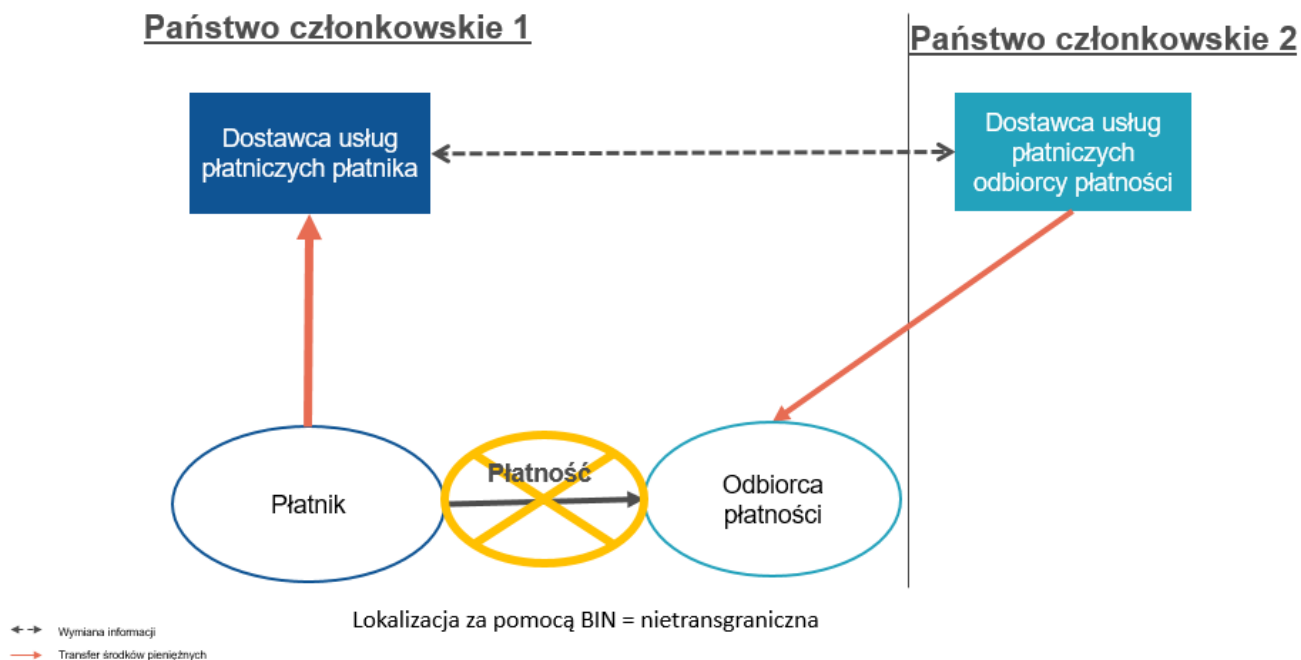 Państwo członkowskie 1
Państwo członkowskie 2
Dostawca usług
płatniczych płatnika
Dostawca usług
płatniczych
odbiorcy płatności
Płatność
Płatnik
Odbiorca
płatności
Lokalizacja za pomocą BIN = nietransgraniczna
Wymiana informacji
Transfer środków pieniężnych